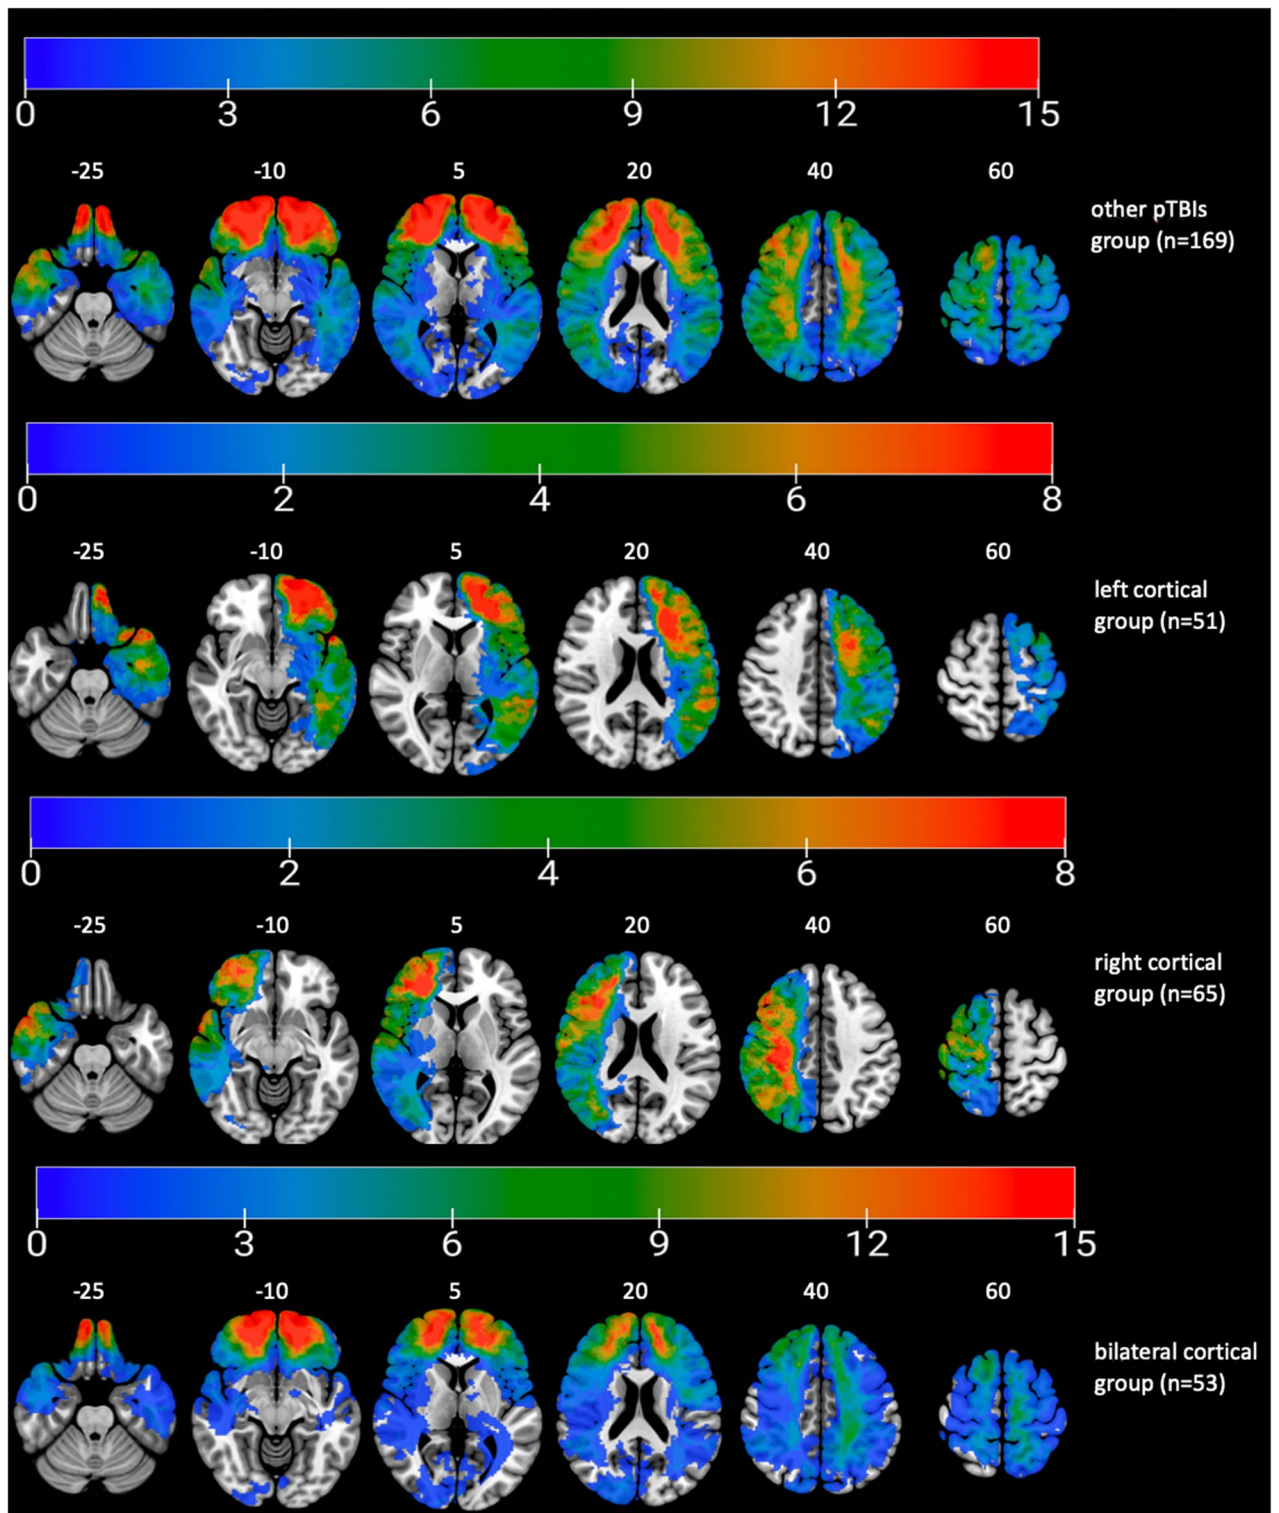 0 3 6 9 12 15
-25 -10 5 20 40 60
other pTBIs
group (n=169)
0 2 4 6 8
-25 -10 5 20 40 60
left cortical
group (n=51)
0 2 4 6 8
-25 -10 5 20 40 60
right cortical
group (n=65)
0 3 6 9 12 15
-25 -10 5 20 40 60
bilateral cortical
group (n=53)